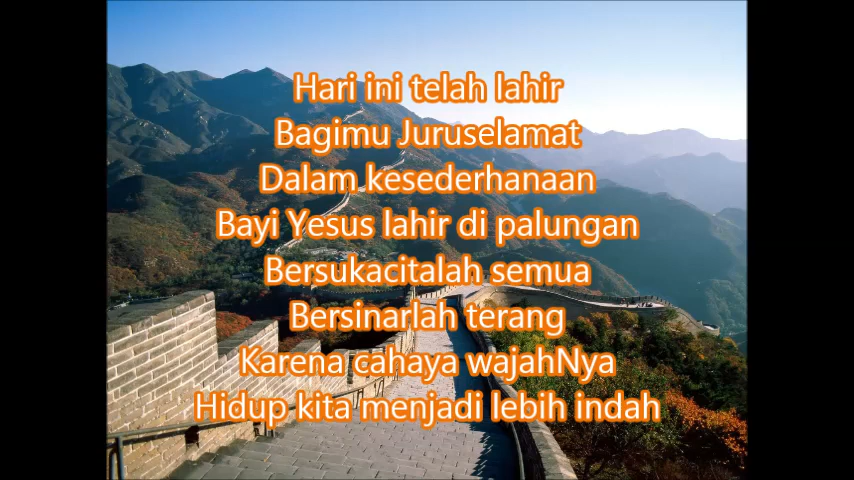 Hari ini telah lahir
Bagimu Juruselamat
Dalam kesederhanaan
Bayi Yesus lahir di palungan
Bersukacitalah semua
Bersinarlah terang
Karena cahaya wajahNya
Hidup kita menjadi lebih indah